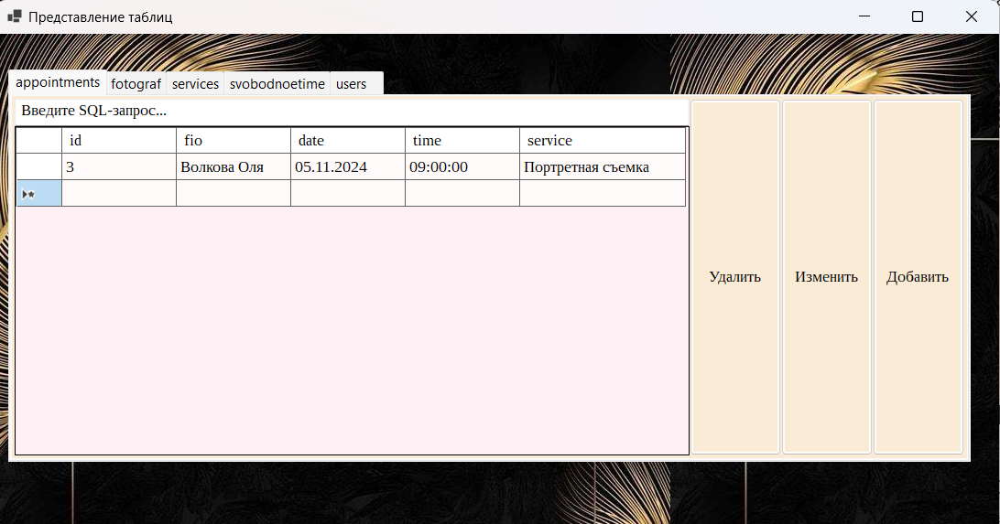 Представление таблиц
appointments fotograf services svobodnoetime users
Введите SQL-запрос...
id fio date time service
3 Волкова Оля 05.11.2024 09:00:00 Портретная съемка
Удалить Изменить Добавить